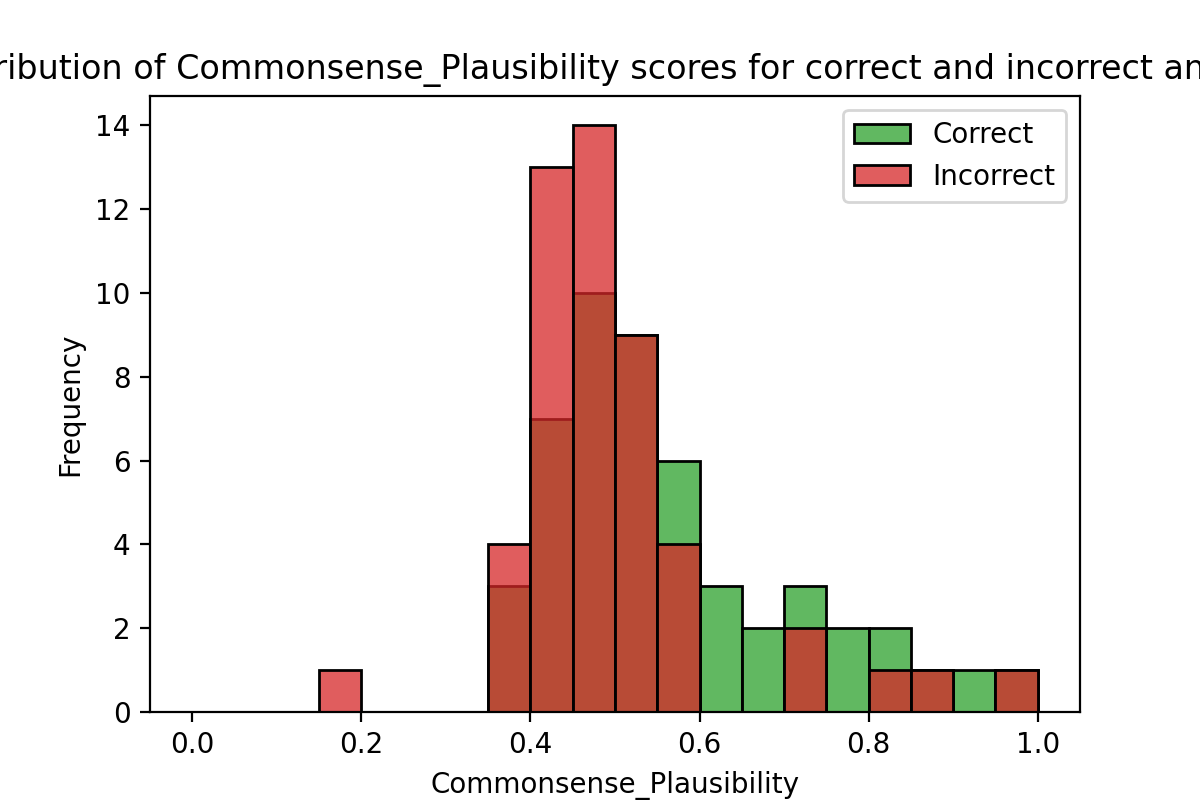 ribution of Commonsense_Plausibility scores for correct and incorrect an
Correct
Incorrect
14
12
10
8
6
4
2
0
Frequency
0.0 0.2 0.4 0.6 0.8 1.0
Commonsense_Plausibility